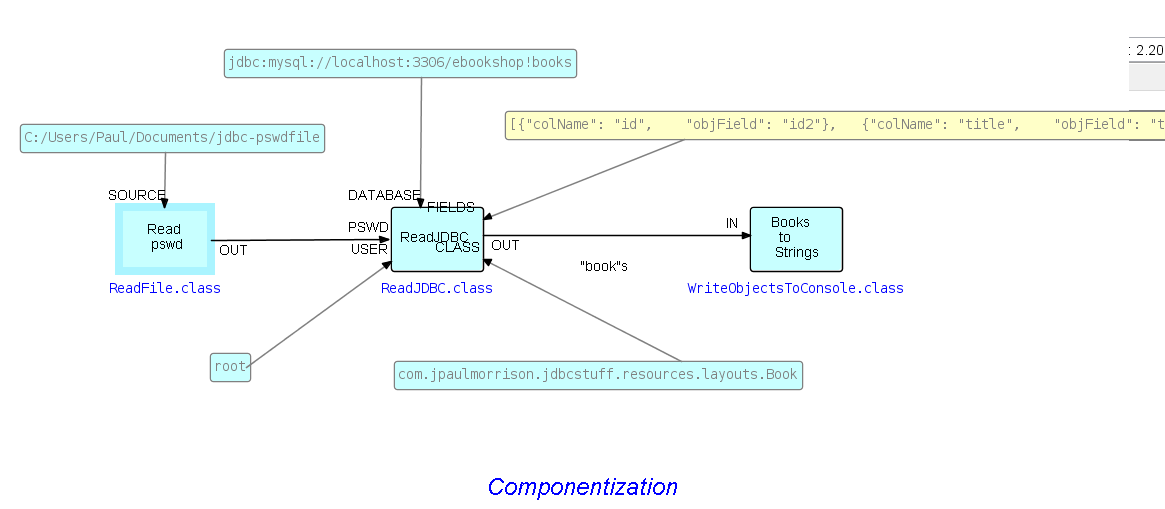 jdbc:mysql://localhost:3306/ebookshop!books
: 2.20
[{"colName": "id",    "objField": "id2"},   {"colName": "title",    "objField": "t
C:/Users/Paul/Documents/jdbc-pswdfile
SOURCE
DATABASE
FIELDS
Read
pswd
OUT
PSWD
USER
ReadJDBC
CLASS
OUT
IN
Books
to
Strings
"book"s
ReadFile.class
ReadJDBC.class
WriteObjectsToConsole.class
root
com.jpaulmorrison.jdbcstuff.resources.layouts.Book
Componentization